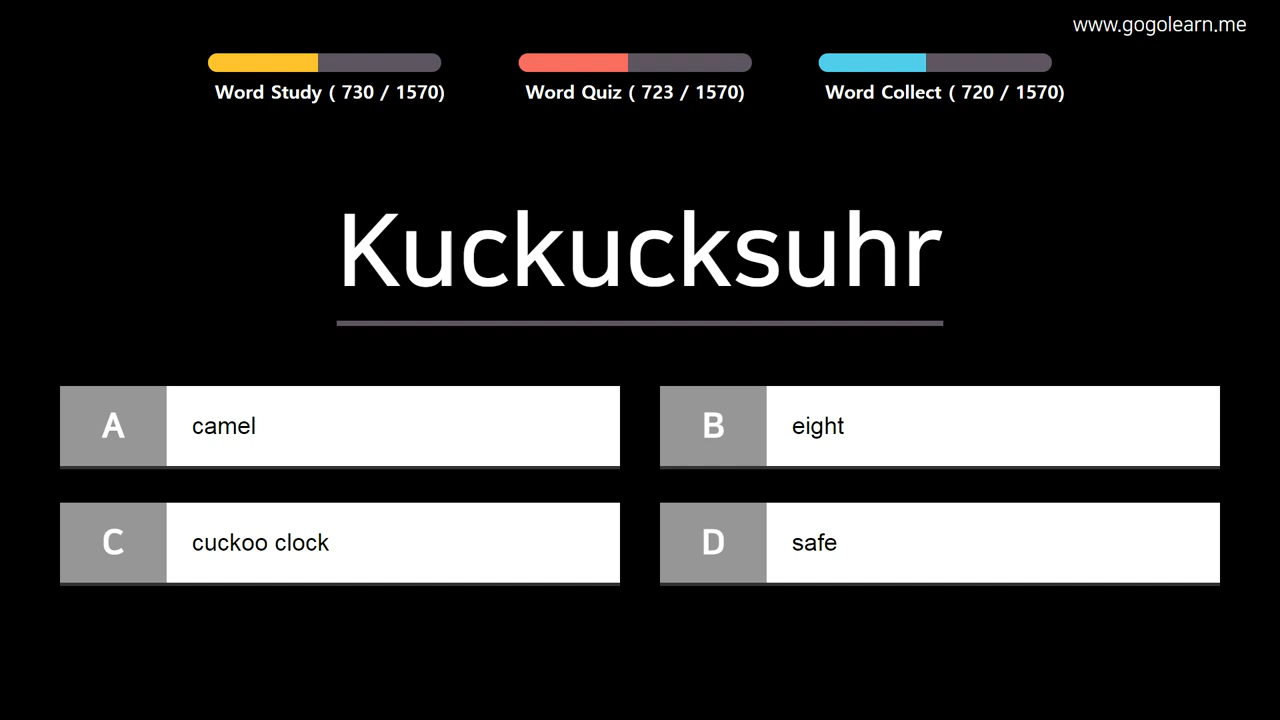 www.gogolearn.me
Word Study ( 730 / 1570)
Word Quiz ( 723 / 1570)
Word Collect ( 720 / 1570)
Kuckucksuhr
A camel
B eight
C cuckoo clock
D safe